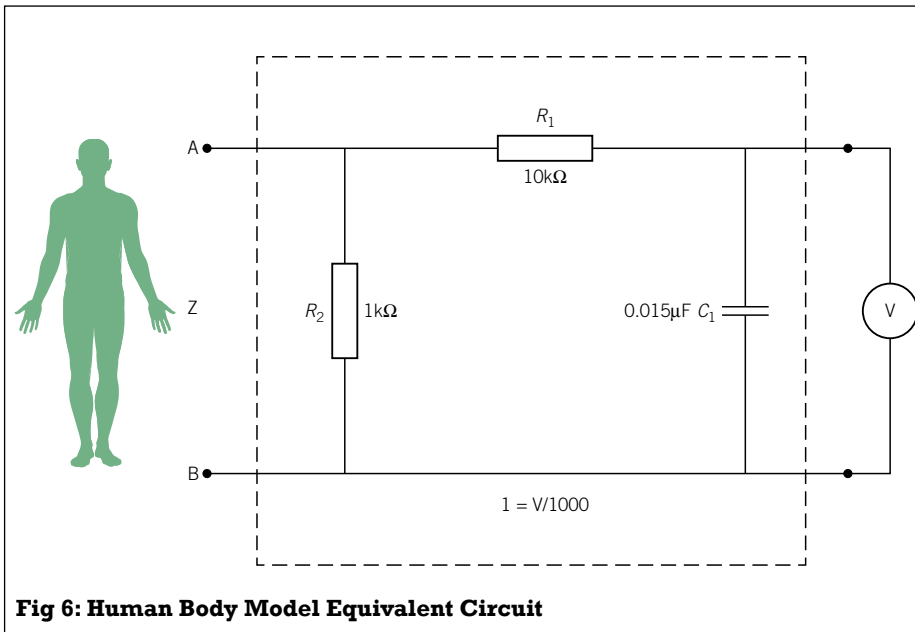 R₁
A
10kΩ
Z
R₂
1kΩ
0.015µF C₁
V
B
1 = V/1000
Fig 6: Human Body Model Equivalent Circuit